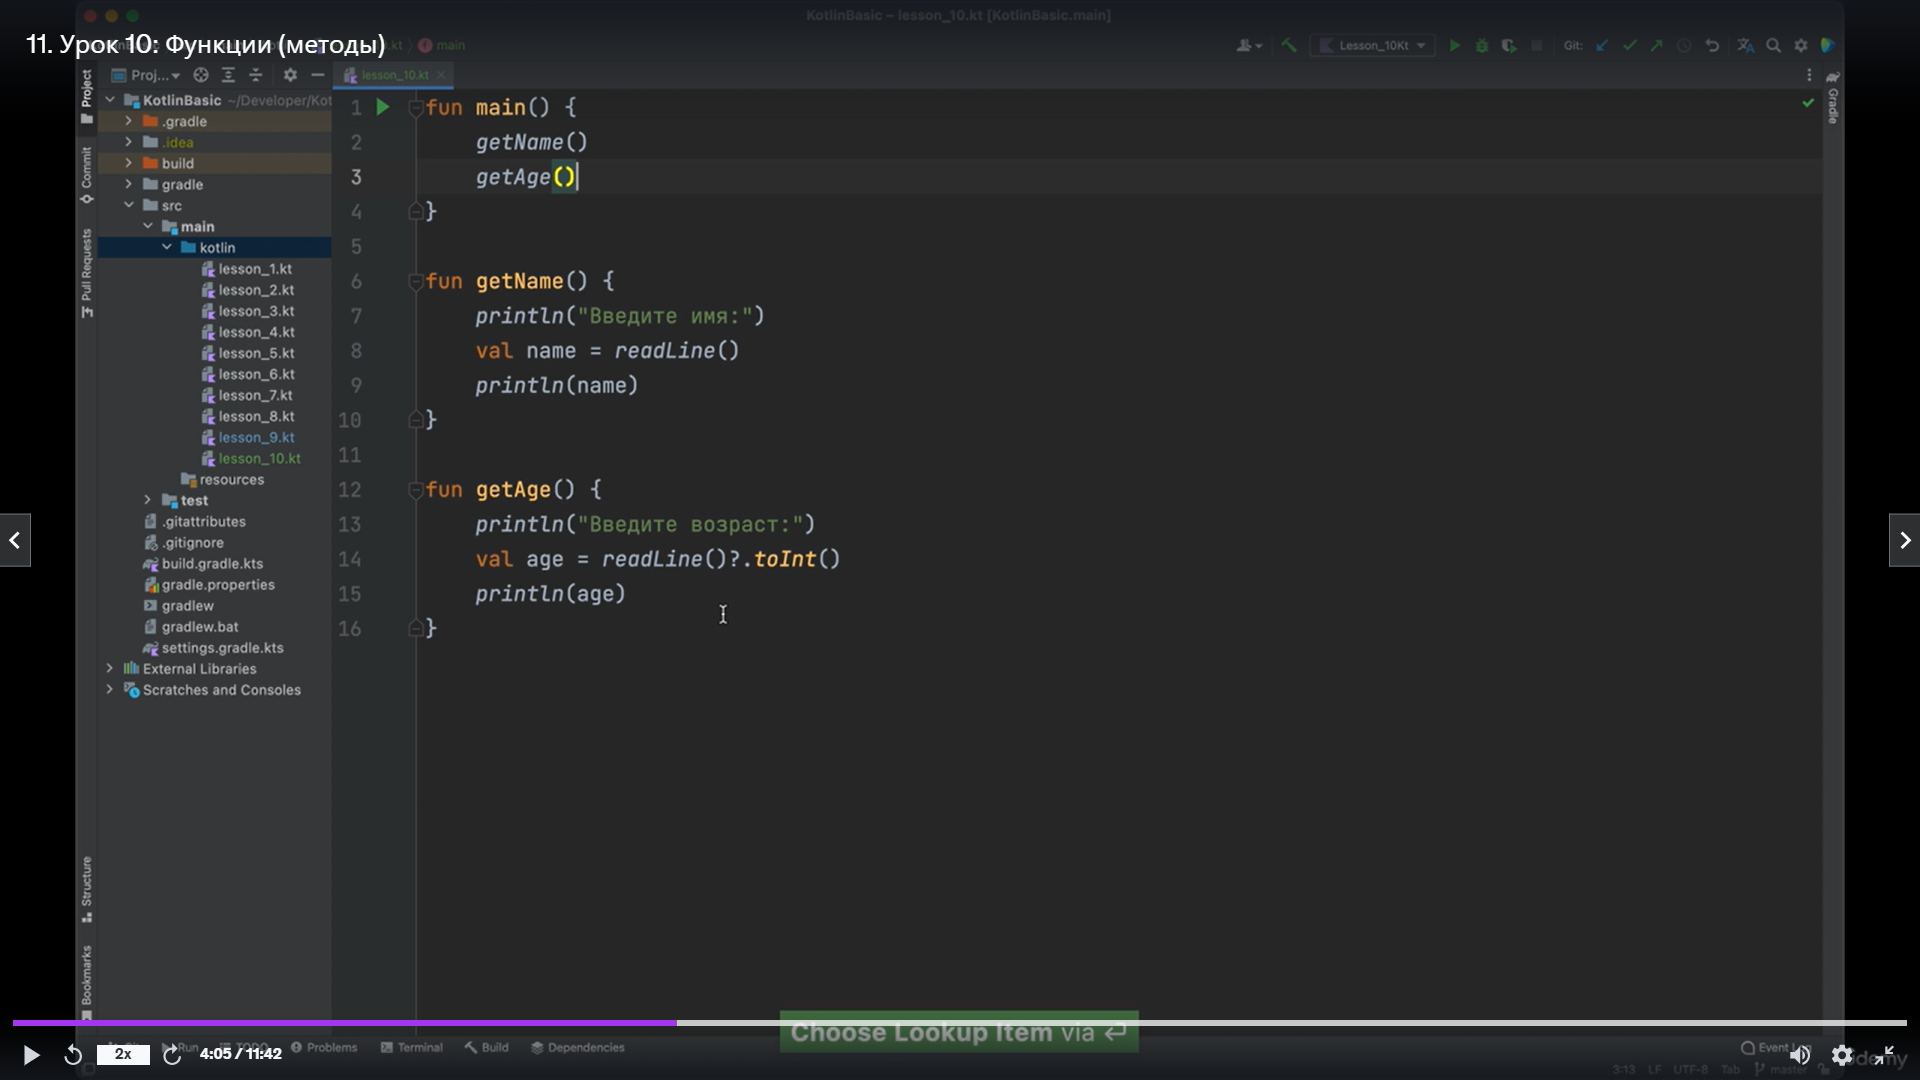 KotlinBasic – lesson_10.kt [KotlinBasic.main]
11. Урок 10: Функции (методы)
.kt
main
Lesson_10Kt
Git:
Proj...
lesson_10.kt
Project
Commit
Pull Requests
Structure
Bookmarks
Gradle
KotlinBasic ~/Developer/Kot
.gradle
.idea
build
gradle
src
main
kotlin
lesson_1.kt
lesson_2.kt
lesson_3.kt
lesson_4.kt
lesson_5.kt
lesson_6.kt
lesson_7.kt
lesson_8.kt
lesson_9.kt
lesson_10.kt
resources
test
.gitattributes
.gitignore
build.gradle.kts
gradle.properties
gradlew
gradlew.bat
settings.gradle.kts
External Libraries
Scratches and Consoles
1 fun main() {
2 getName()
3 getAge()
4 }
5
6 fun getName() {
7 println("Введите имя:")
8 val name = readLine()
9 println(name)
10 }
11
12 fun getAge() {
13 println("Введите возраст:")
14 val age = readLine()?.toInt()
15 println(age)
16 }
Choose Lookup Item via ⏎
Run
TODO
Problems
Terminal
Build
Dependencies
Event Log
2x
4:05 / 11:42
3:13 LF UTF-8 Tab master